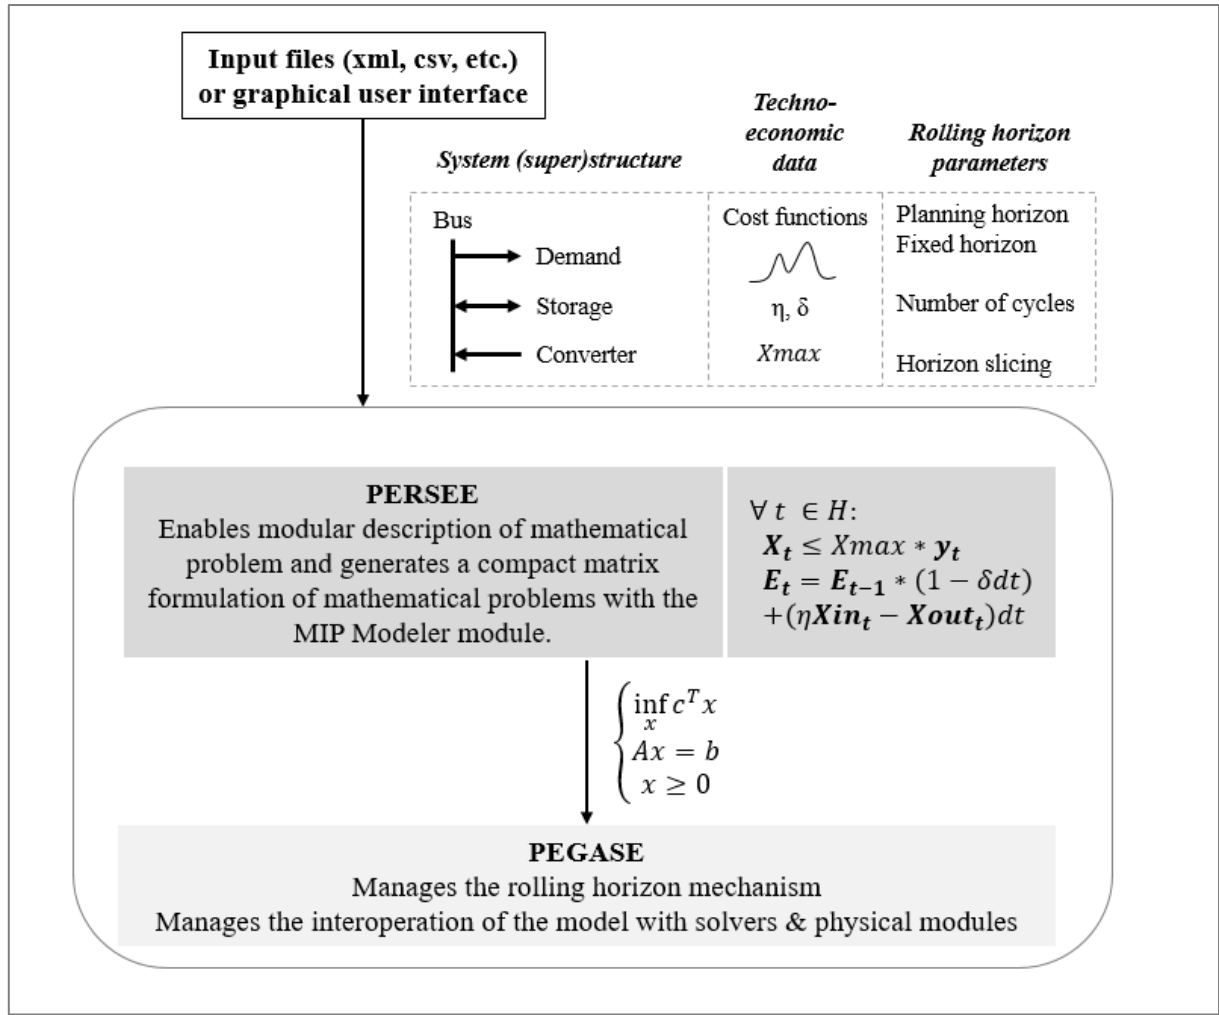 Input files (xml, csv, etc.)
or graphical user interface
System (super)structure
Techno-
economic
data
Rolling horizon
parameters
Bus
Demand
Storage
Converter
Cost functions
η, δ
Xmax
Planning horizon
Fixed horizon
Number of cycles
Horizon slicing
PERSEE
Enables modular description of mathematical
problem and generates a compact matrix
formulation of mathematical problems with the
MIP Modeler module.
∀ t ∈ H:
X_t ≤ Xmax * y_t
E_t = E_{t-1} * (1 − δdt)
+(ηXin_t − Xout_t)dt
inf_x c^T x
Ax = b
x ≥ 0
PEGASE
Manages the rolling horizon mechanism
Manages the interoperation of the model with solvers & physical modules